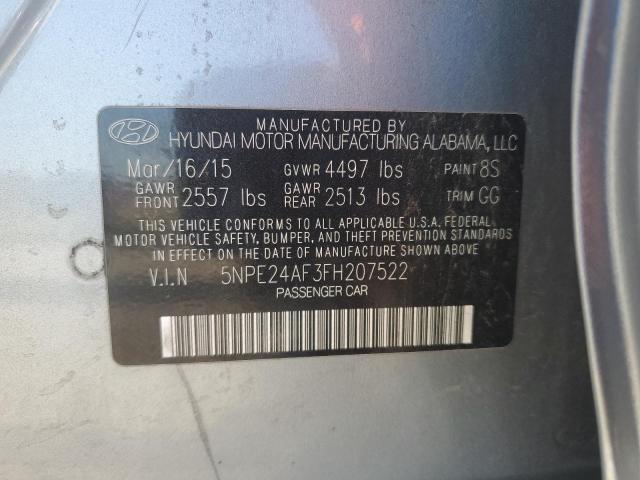 MANUFACTURED BY
HYUNDAI MOTOR MANUFACTURING ALABAMA, LLC
Mar/16/15 GVWR 4497 lbs PAINT 8S
GAWR FRONT 2557 lbs GAWR REAR 2513 lbs TRIM GG
THIS VEHICLE CONFORMS TO ALL APPLICABLE U.S.A. FEDERAL
MOTOR VEHICLE SAFETY, BUMPER, AND THEFT PREVENTION STANDARDS
IN EFFECT ON THE DATE OF MANUFACTURE SHOWN ABOVE.
V.I.N 5NPE24AF3FH207522
PASSENGER CAR